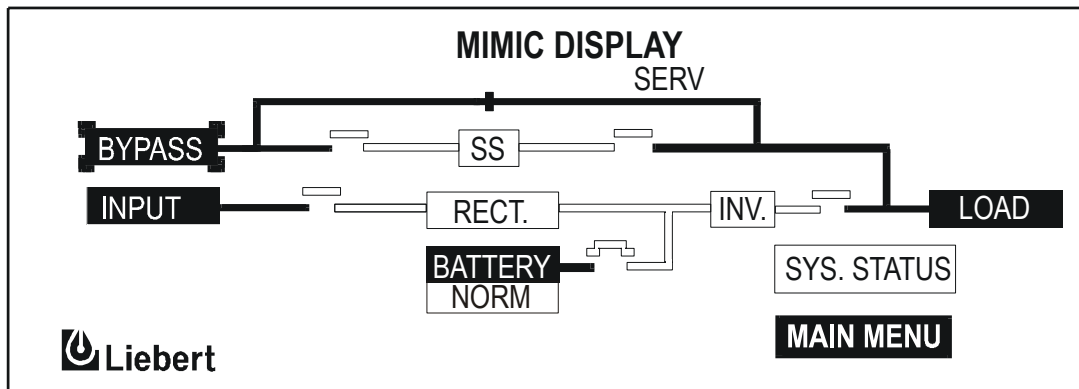 MIMIC DISPLAY
SERV
BYPASS
SS
INPUT
RECT.
INV.
LOAD
BATTERY
NORM
SYS. STATUS
MAIN MENU
Liebert